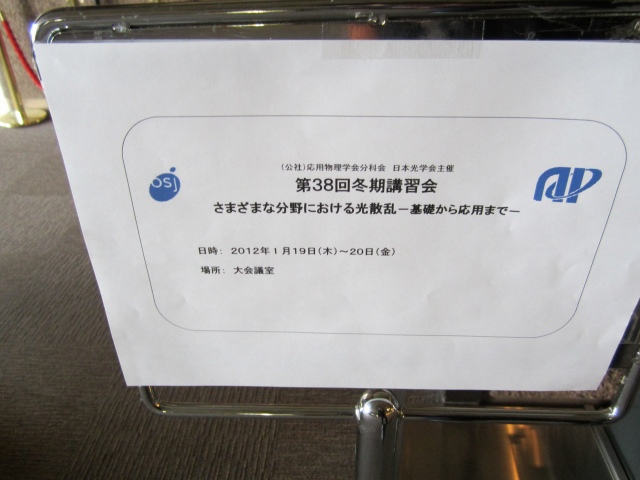 (公社)応用物理学会分科会 日本光学会主催
第38回冬期講習会
さまざまな分野における光散乱－基礎から応用まで－
日時: 2012年1月19日(木)～20日(金)
場所: 大会議室
OSJ